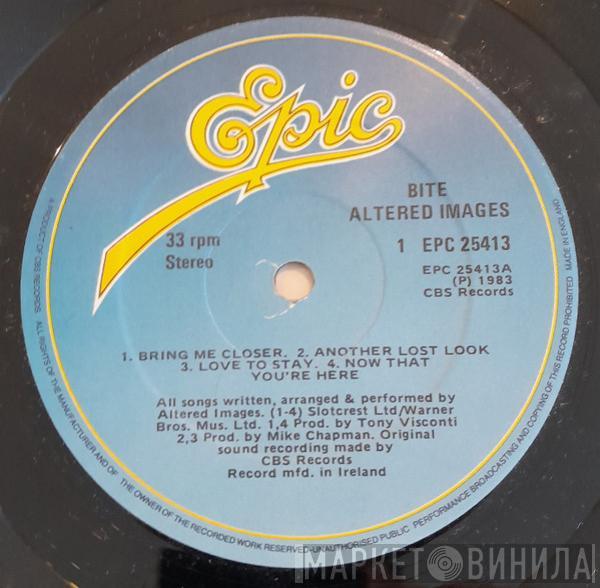 Epic
BITE
ALTERED IMAGES
33 rpm
Stereo
1 EPC 25413
EPC 25413A
(P) 1983
CBS Records
1. BRING ME CLOSER. 2. ANOTHER LOST LOOK
3. LOVE TO STAY. 4. NOW THAT
YOU'RE HERE
All songs written, arranged & performed by
Altered Images. (1-4) Slotcrest Ltd/Warner
Bros. Mus. Ltd. 1,4 Prod. by Tony Visconti
2,3 Prod. by Mike Chapman. Original
sound recording made by
CBS Records
Record mfd. in Ireland
A PRODUCT OF CBS RECORDS ALL RIGHTS OF THE MANUFACTURER AND OF THE OWNER OF THE RECORDED WORK RESERVED-UNAUTHORISED PUBLIC PERFORMANCE BROADCASTING AND COPYING OF THIS RECORD PROHIBITED MADE IN ENGLAND
МАРКЕТ ВИНИЛА